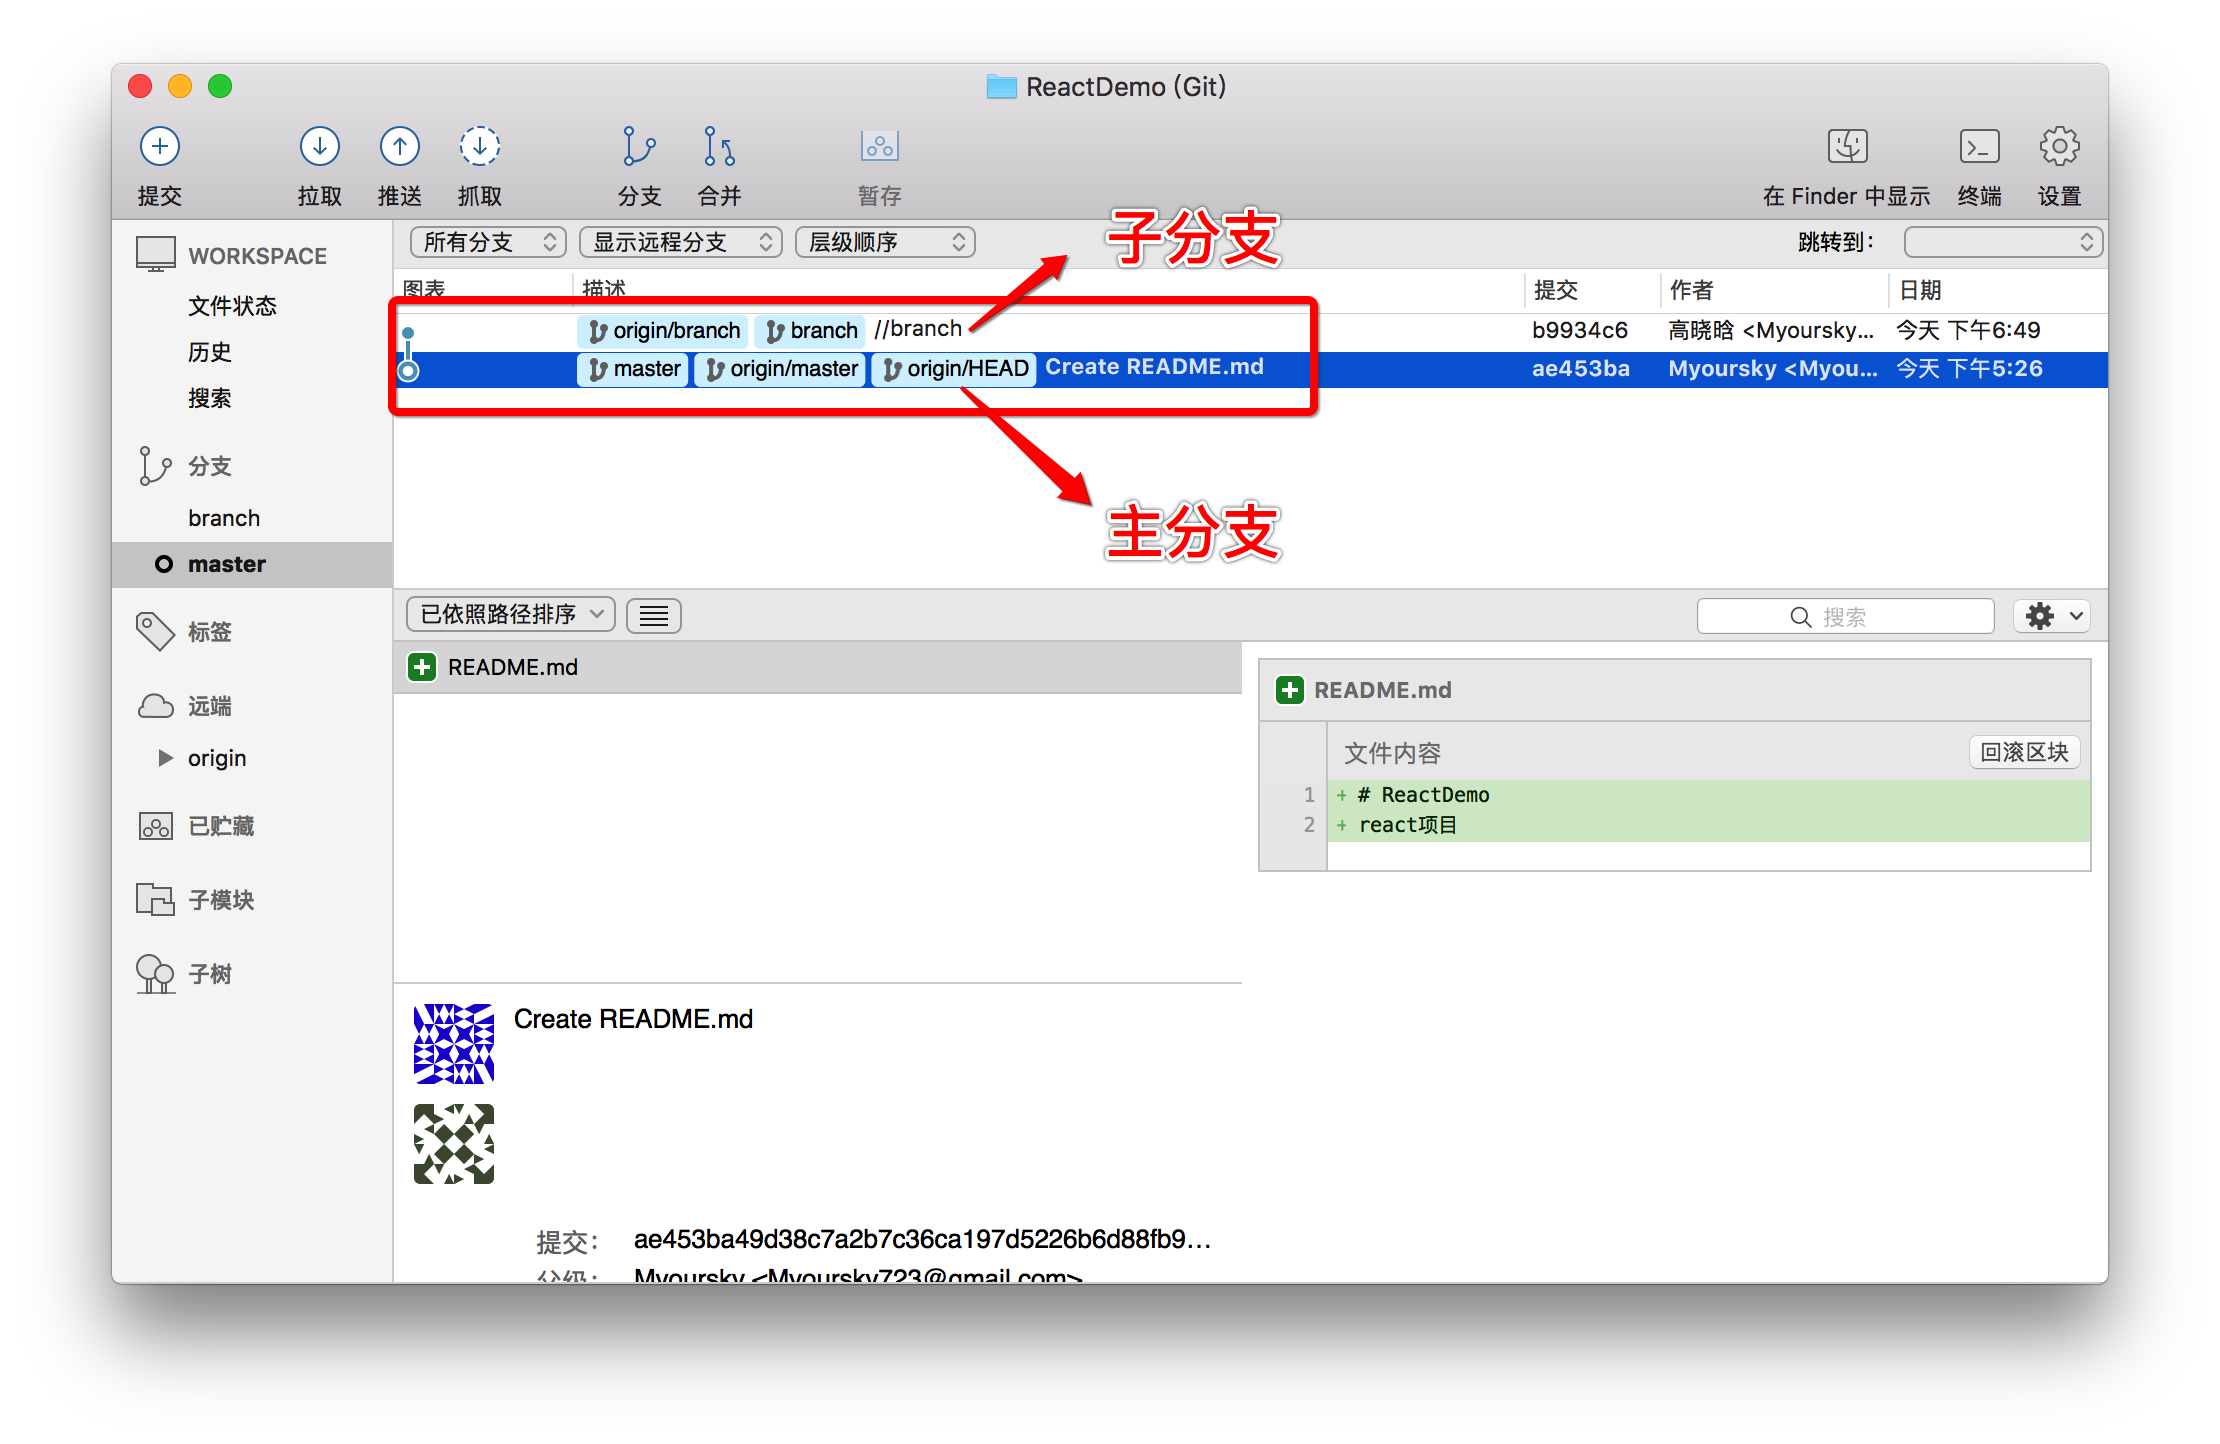 ReactDemo (Git)
提交 拉取 推送 抓取 分支 合并 暂存 在 Finder 中显示 终端 设置
WORKSPACE
文件状态
历史
搜索
分支
branch
master
标签
远端
origin
已贮藏
子模块
子树
所有分支 显示远程分支 层级顺序 跳转到：
子分支
图表 描述 提交 作者 日期
origin/branch branch //branch b9934c6 高晓晗 <Myoursky... 今天 下午6:49
master origin/master origin/HEAD Create README.md ae453ba Myoursky <Myou... 今天 下午5:26
主分支
已依照路径排序 搜索
README.md
README.md
文件内容 回滚区块
1 + # ReactDemo
2 + react项目
Create README.md
提交： ae453ba49d38c7a2b7c36ca197d5226b6d88fb9...
父级： Myoursky <Myoursky723@gmail.com>